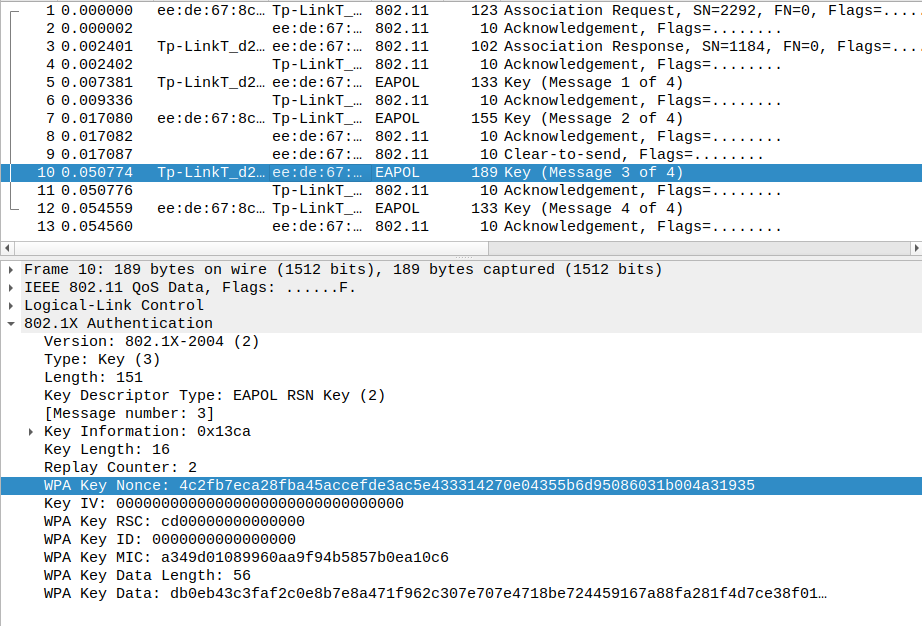 1 0.000000 ee:de:67:8c… Tp-LinkT_… 802.11 123 Association Request, SN=2292, FN=0, Flags=....
2 0.000002 ee:de:67:… 802.11 10 Acknowledgement, Flags=........
3 0.002401 Tp-LinkT_d2… ee:de:67:… 802.11 102 Association Response, SN=1184, FN=0, Flags=...
4 0.002402 Tp-LinkT_… 802.11 10 Acknowledgement, Flags=........
5 0.007381 Tp-LinkT_d2… ee:de:67:… EAPOL 133 Key (Message 1 of 4)
6 0.009336 Tp-LinkT_… 802.11 10 Acknowledgement, Flags=........
7 0.017080 ee:de:67:8c… Tp-LinkT_… EAPOL 155 Key (Message 2 of 4)
8 0.017082 ee:de:67:… 802.11 10 Acknowledgement, Flags=........
9 0.017087 ee:de:67:… 802.11 10 Clear-to-send, Flags=........
10 0.050774 Tp-LinkT_d2… ee:de:67:… EAPOL 189 Key (Message 3 of 4)
11 0.050776 Tp-LinkT_… 802.11 10 Acknowledgement, Flags=........
12 0.054559 ee:de:67:8c… Tp-LinkT_… EAPOL 133 Key (Message 4 of 4)
13 0.054560 ee:de:67:… 802.11 10 Acknowledgement, Flags=........
Frame 10: 189 bytes on wire (1512 bits), 189 bytes captured (1512 bits)
IEEE 802.11 QoS Data, Flags: ......F.
Logical-Link Control
802.1X Authentication
Version: 802.1X-2004 (2)
Type: Key (3)
Length: 151
Key Descriptor Type: EAPOL RSN Key (2)
[Message number: 3]
Key Information: 0x13ca
Key Length: 16
Replay Counter: 2
WPA Key Nonce: 4c2fb7eca28fba45accefde3ac5e433314270e04355b6d95086031b004a31935
Key IV: 00000000000000000000000000000000
WPA Key RSC: cd00000000000000
WPA Key ID: 0000000000000000
WPA Key MIC: a349d01089960aa9f94b5857b0ea10c6
WPA Key Data Length: 56
WPA Key Data: db0eb43c3faf2c0e8b7e8a471f962c307e707e4718be724459167a88fa281f4d7ce38f01…